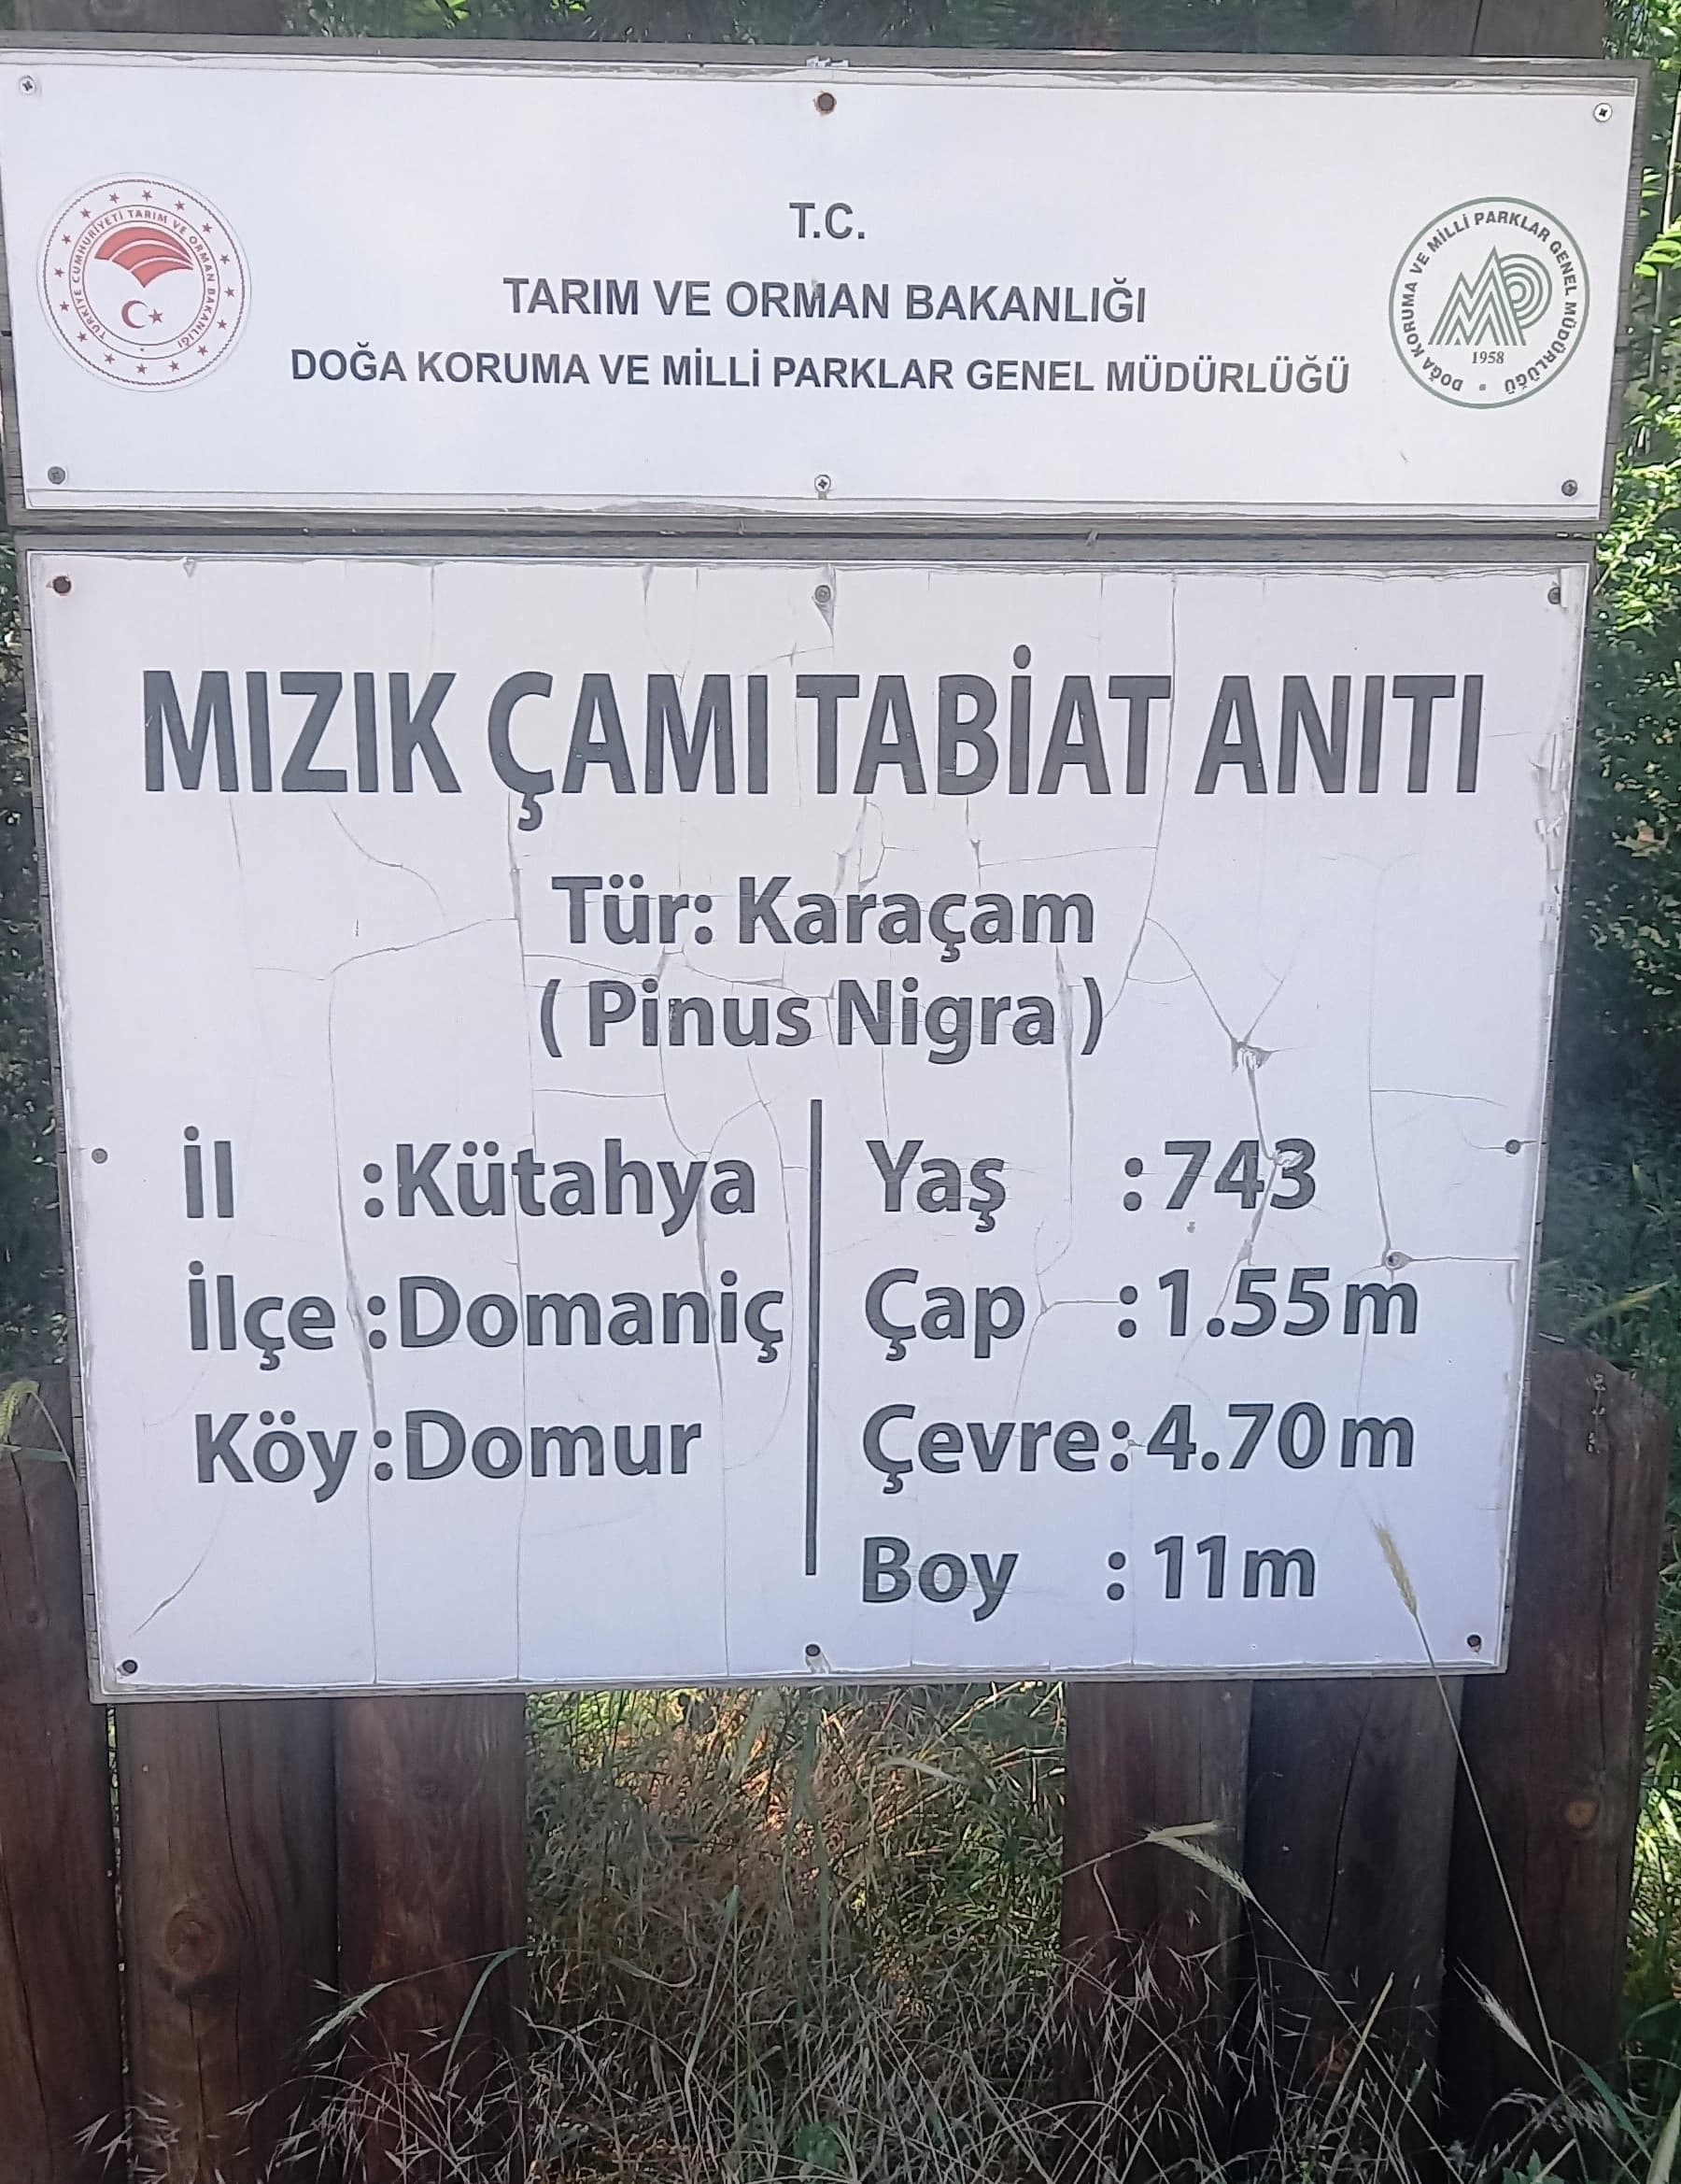 T.C.
TARIM VE ORMAN BAKANLIĞI
DOĞA KORUMA VE MİLLİ PARKLAR GENEL MÜDÜRLÜĞÜ
TÜRKİYE CUMHURİYETİ TARIM VE ORMAN BAKANLIĞI
DOĞA KORUMA VE MİLLİ PARKLAR GENEL MÜDÜRLÜĞÜ
1958
MIZIK ÇAMI TABİAT ANITI
Tür: Karaçam
( Pinus Nigra )
İl :Kütahya
İlçe :Domaniç
Köy :Domur
Yaş :743
Çap :1.55m
Çevre:4.70m
Boy : 11m